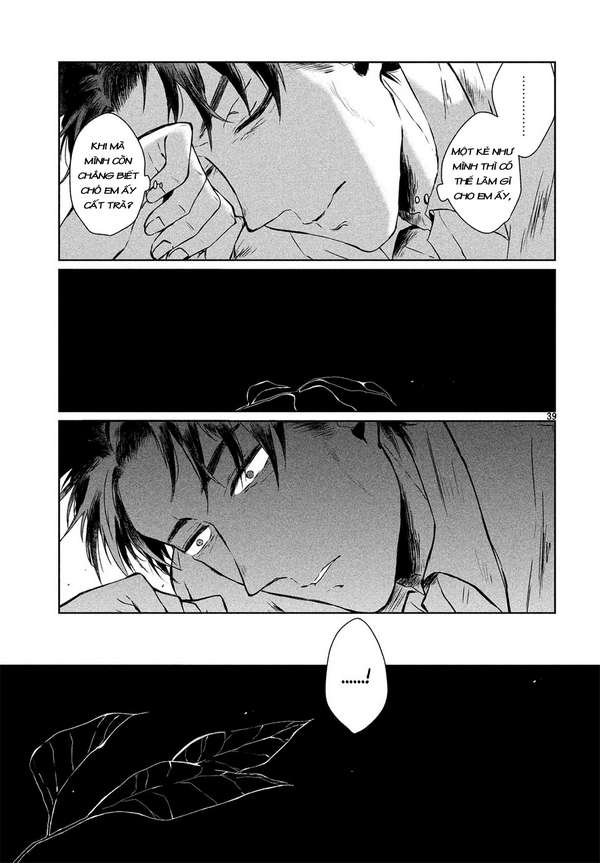 .........
MỘT KẺ NHƯ
MÌNH THÌ CÓ
THỂ LÀM GÌ
CHO EM ẤY,
KHI MÀ
MÌNH CÒN
CHẲNG BIẾT
CHỖ EM ẤY
CẤT TRÀ?
39
.......!